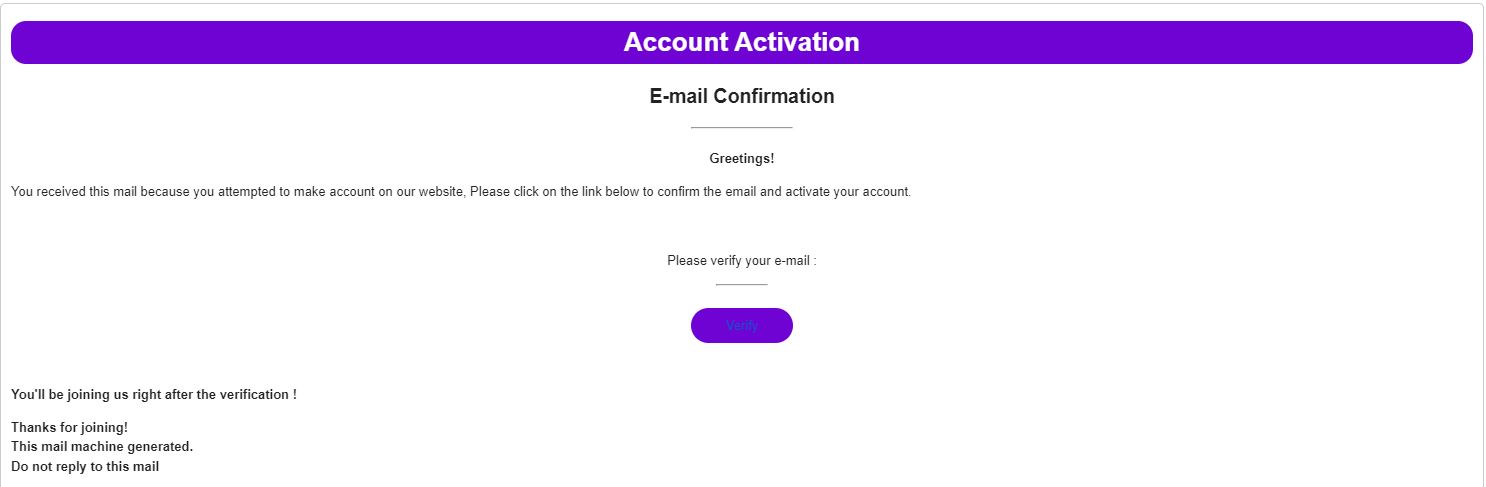 Account Activation
E-mail Confirmation
Greetings!
You received this mail because you attempted to make account on our website, Please click on the link below to confirm the email and activate your account.
Please verify your e-mail :
Verify
You'll be joining us right after the verification !
Thanks for joining!
This mail machine generated.
Do not reply to this mail